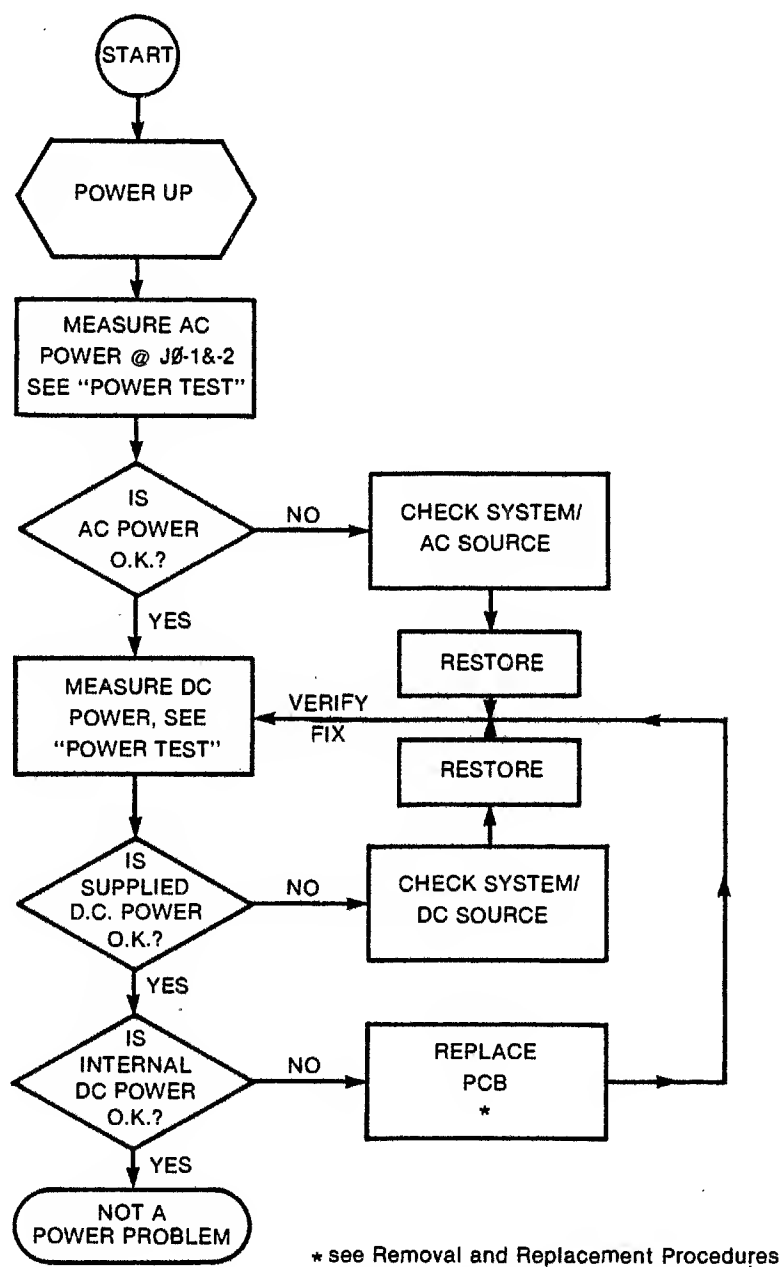 START
POWER UP
MEASURE AC
POWER @ JØ-1&-2
SEE “POWER TEST”
IS
AC POWER
O.K.?
NO
CHECK SYSTEM/
AC SOURCE
YES
RESTORE
MEASURE DC
POWER, SEE
“POWER TEST”
VERIFY
FIX
RESTORE
IS
SUPPLIED
D.C. POWER
O.K.?
NO
CHECK SYSTEM/
DC SOURCE
YES
IS
INTERNAL
DC POWER
O.K.?
NO
REPLACE
PCB
*
YES
NOT A
POWER PROBLEM
* see Removal and Replacement Procedures